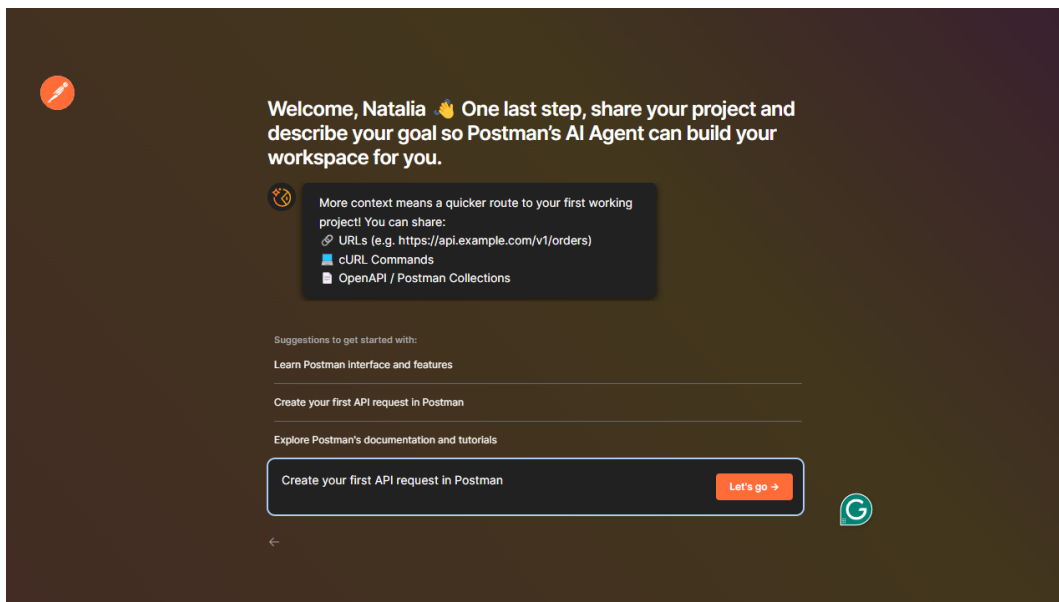 Welcome, Natalia 👋 One last step, share your project and
describe your goal so Postman's AI Agent can build your
workspace for you.
More context means a quicker route to your first working
project! You can share:
🔗 URLs (e.g. https://api.example.com/v1/orders)
💻 cURL Commands
📄 OpenAPI / Postman Collections
Suggestions to get started with:
Learn Postman interface and features
Create your first API request in Postman
Explore Postman's documentation and tutorials
Create your first API request in Postman
Let's go →
G
←